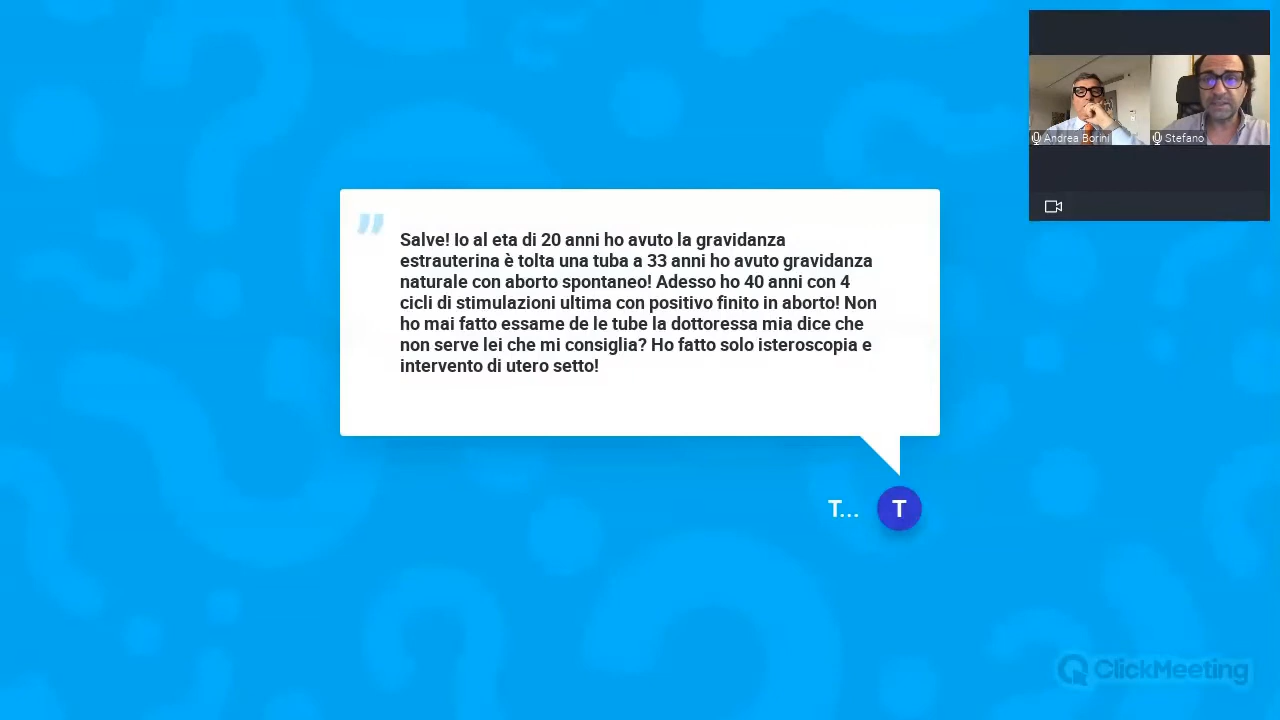 Andrea Borini
Stefano
Salve! Io al eta di 20 anni ho avuto la gravidanza
estrauterina è tolta una tuba a 33 anni ho avuto gravidanza
naturale con aborto spontaneo! Adesso ho 40 anni con 4
cicli di stimulazioni ultima con positivo finito in aborto! Non
ho mai fatto essame de le tube la dottoressa mia dice che
non serve lei che mi consiglia? Ho fatto solo isteroscopia e
intervento di utero setto!
T...
T
ClickMeeting